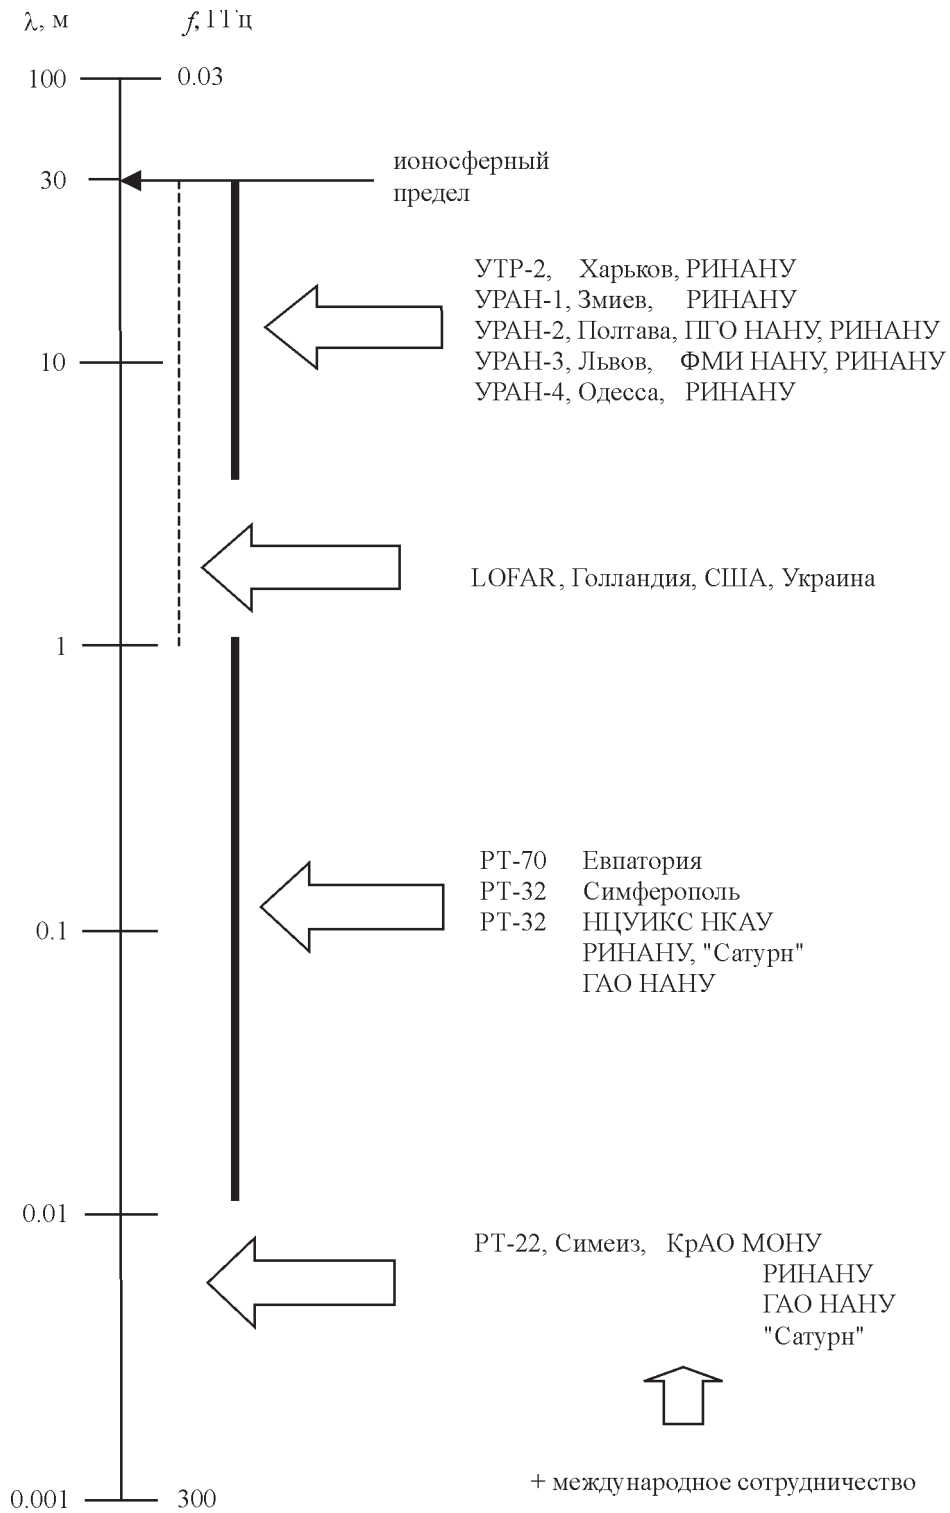 λ, м f, ГГц
100 0.03
ионосферный
30
предел
УТР-2, Харьков, РИНАНУ
УРАН-1, Змиев, РИНАНУ
УРАН-2, Полтава, ПГО НАНУ, РИНАНУ
10 УРАН-3, Львов, ФМИ НАНУ, РИНАНУ
УРАН-4, Одесса, РИНАНУ
LOFAR, Голландия, США, Украина
1
РТ-70 Евпатория
РТ-32 Симферополь
0.1 РТ-32 НЦУИКС НКАУ
РИНАНУ, "Сатурн"
ГАО НАНУ
0.01
РТ-22, Симеиз, КрАО МОНУ
РИНАНУ
ГАО НАНУ
"Сатурн"
+ международное сотрудничество
0.001 300